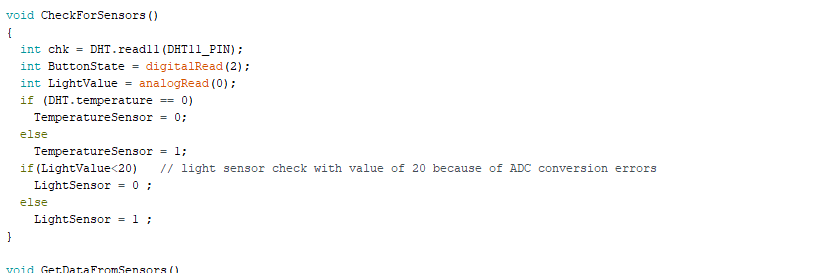 void CheckForSensors()
{
int chk = DHT.read11(DHT11_PIN);
int ButtonState = digitalRead(2);
int LightValue = analogRead(0);
if (DHT.temperature == 0)
TemperatureSensor = 0;
else
TemperatureSensor = 1;
if(LightValue<20)   // light sensor check with value of 20 because of ADC conversion errors
LightSensor = 0 ;
else
LightSensor = 1 ;
}
void GetDataFromSensors()